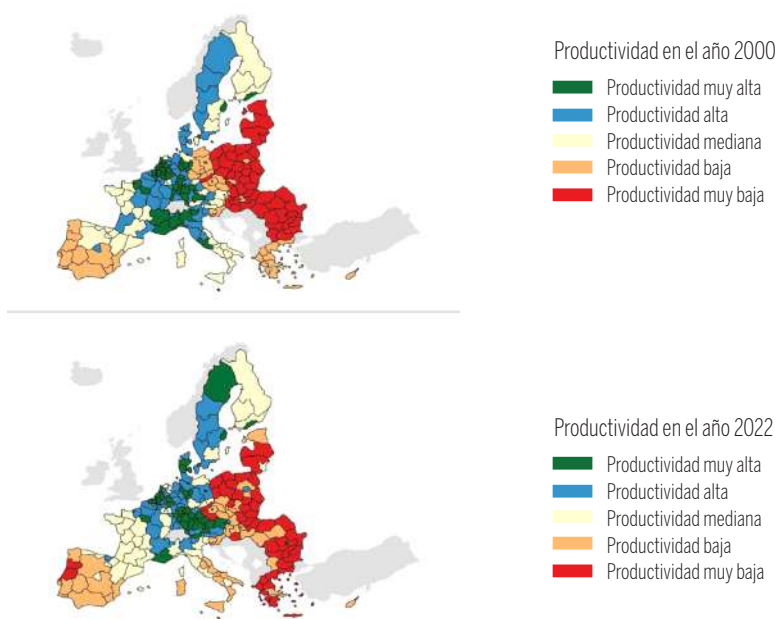 Productividad en el año 2000
Productividad muy alta
Productividad alta
Productividad mediana
Productividad baja
Productividad muy baja
Productividad en el año 2022
Productividad muy alta
Productividad alta
Productividad mediana
Productividad baja
Productividad muy baja